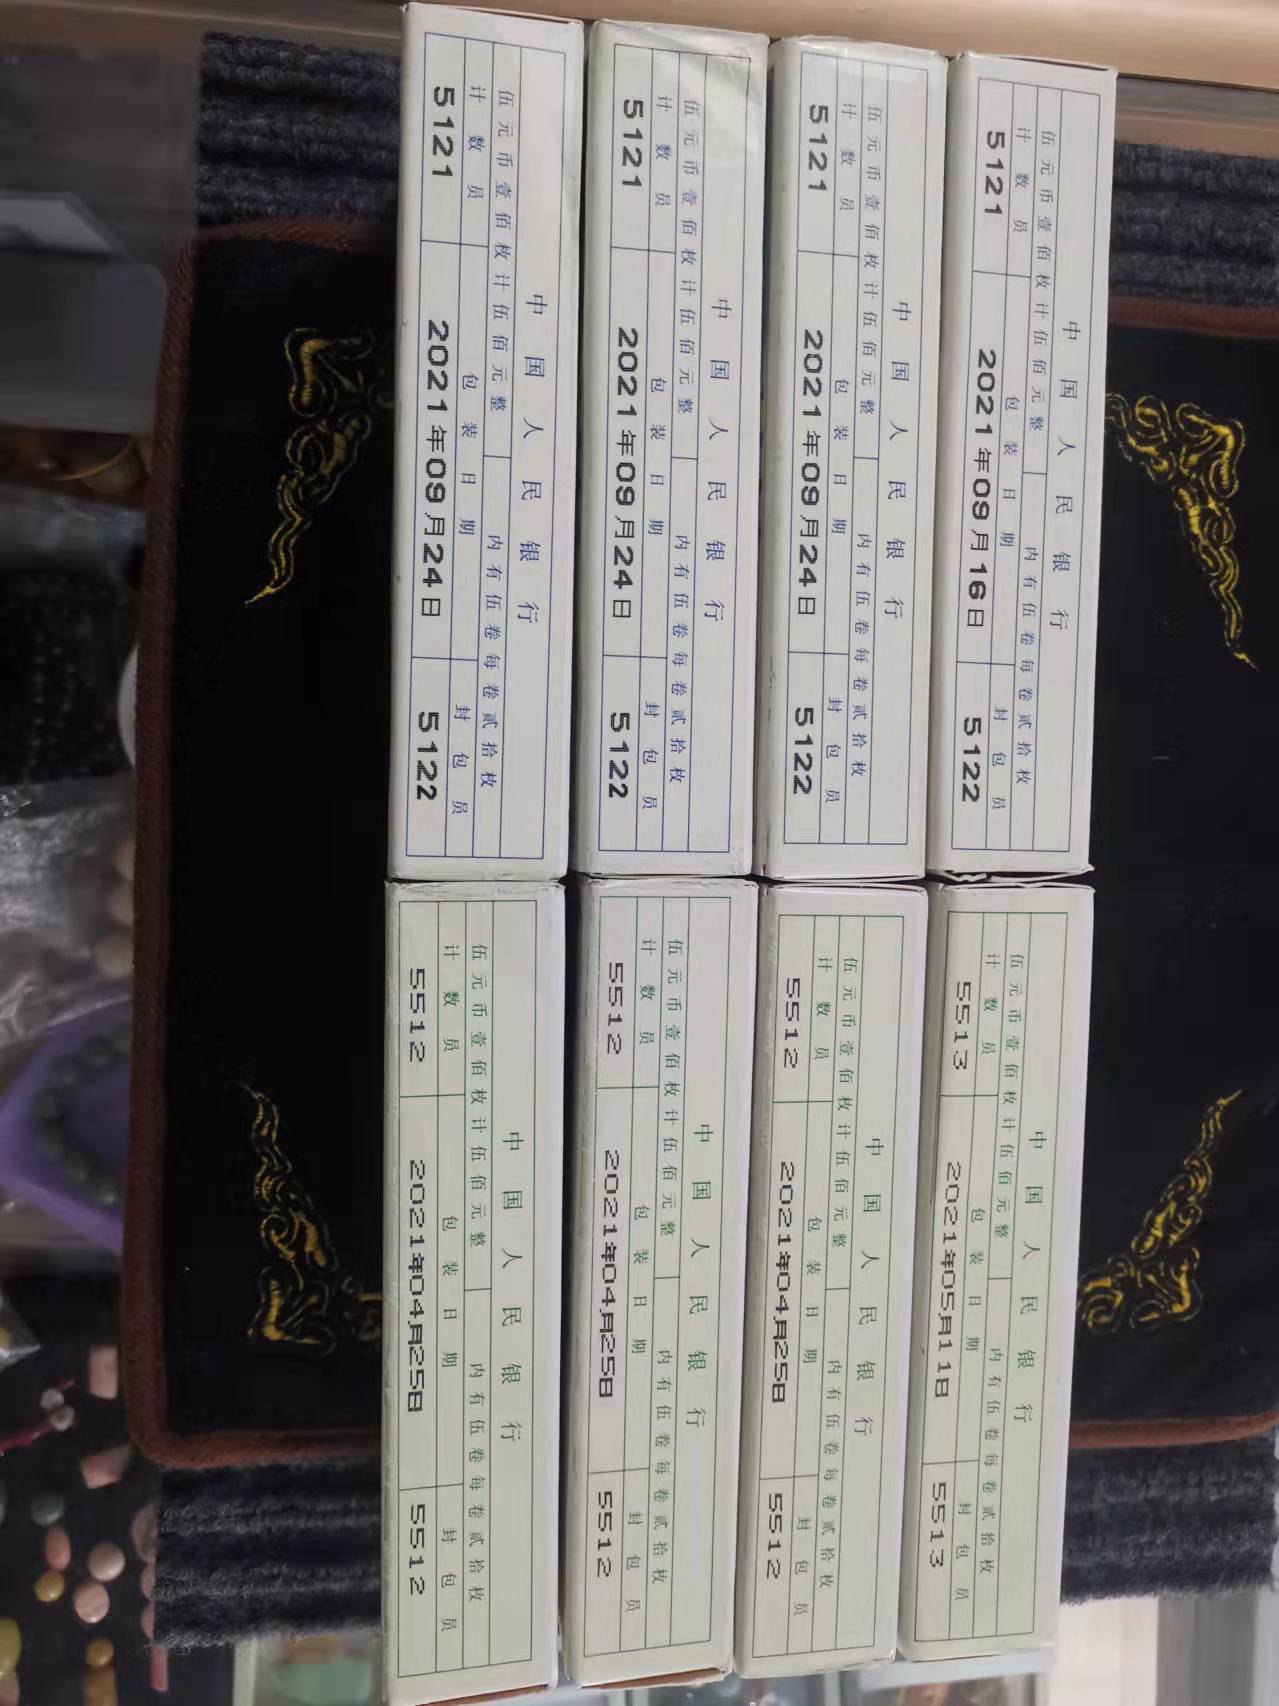 中国人民银行
伍元币壹佰枚计伍佰元整 内有伍卷每卷贰拾枚
计数员 包装日期 封包员
5121 2021年09月16日 5122
中国人民银行
伍元币壹佰枚计伍佰元整 内有伍卷每卷贰拾枚
计数员 包装日期 封包员
5121 2021年09月24日 5122
中国人民银行
伍元币壹佰枚计伍佰元整 内有伍卷每卷贰拾枚
计数员 包装日期 封包员
5121 2021年09月24日 5122
中国人民银行
伍元币壹佰枚计伍佰元整 内有伍卷每卷贰拾枚
计数员 包装日期 封包员
5121 2021年09月24日 5122
中国人民银行
伍元币壹佰枚计伍佰元整 内有伍卷每卷贰拾枚
计数员 包装日期 封包员
5513 2021年05月11日 5513
中国人民银行
伍元币壹佰枚计伍佰元整 内有伍卷每卷贰拾枚
计数员 包装日期 封包员
5512 2021年04月25日 5512
中国人民银行
伍元币壹佰枚计伍佰元整 内有伍卷每卷贰拾枚
计数员 包装日期 封包员
5512 2021年04月25日 5512
中国人民银行
伍元币壹佰枚计伍佰元整 内有伍卷每卷贰拾枚
计数员 包装日期 封包员
5512 2021年04月25日 5512